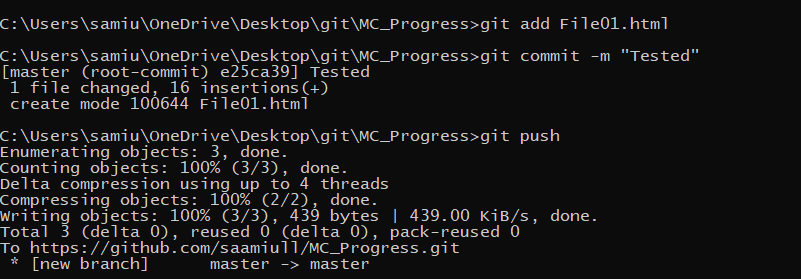 C:\Users\samiu\OneDrive\Desktop\git\MC_Progress>git add File01.html
C:\Users\samiu\OneDrive\Desktop\git\MC_Progress>git commit -m "Tested"
[master (root-commit) e25ca39] Tested
 1 file changed, 16 insertions(+)
 create mode 100644 File01.html
C:\Users\samiu\OneDrive\Desktop\git\MC_Progress>git push
Enumerating objects: 3, done.
Counting objects: 100% (3/3), done.
Delta compression using up to 4 threads
Compressing objects: 100% (2/2), done.
Writing objects: 100% (3/3), 439 bytes | 439.00 KiB/s, done.
Total 3 (delta 0), reused 0 (delta 0), pack-reused 0
To https://github.com/saamiull/MC_Progress.git
 * [new branch]      master -> master